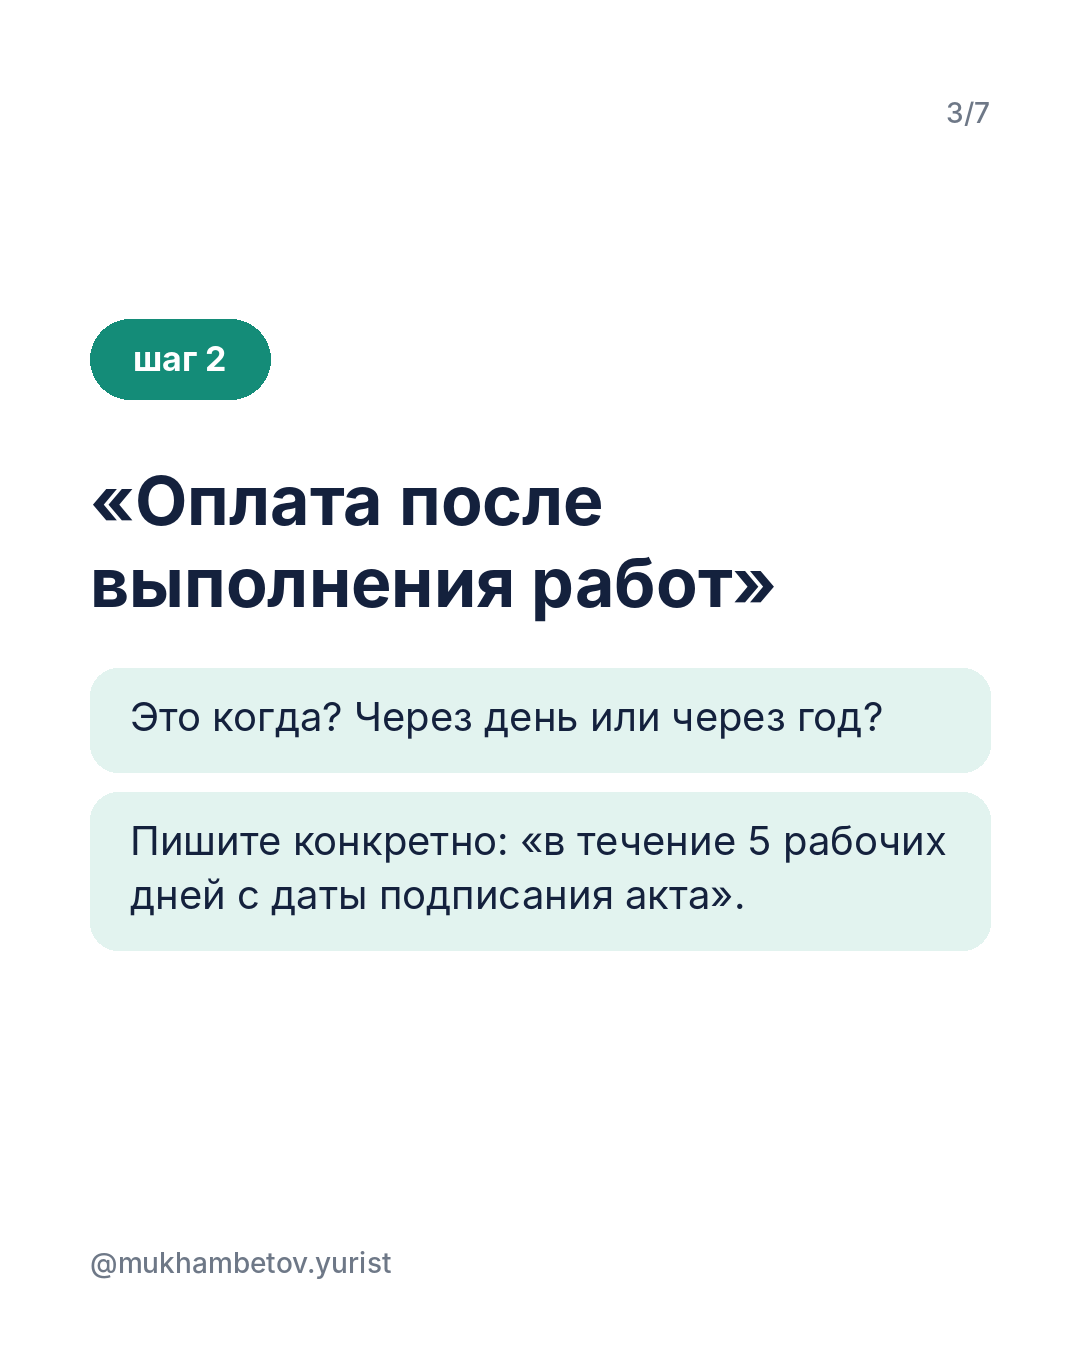 3/7
шаг 2
«Оплата после
выполнения работ»
Это когда? Через день или через год?
Пишите конкретно: «в течение 5 рабочих
дней с даты подписания акта».
@mukhambetov.yurist